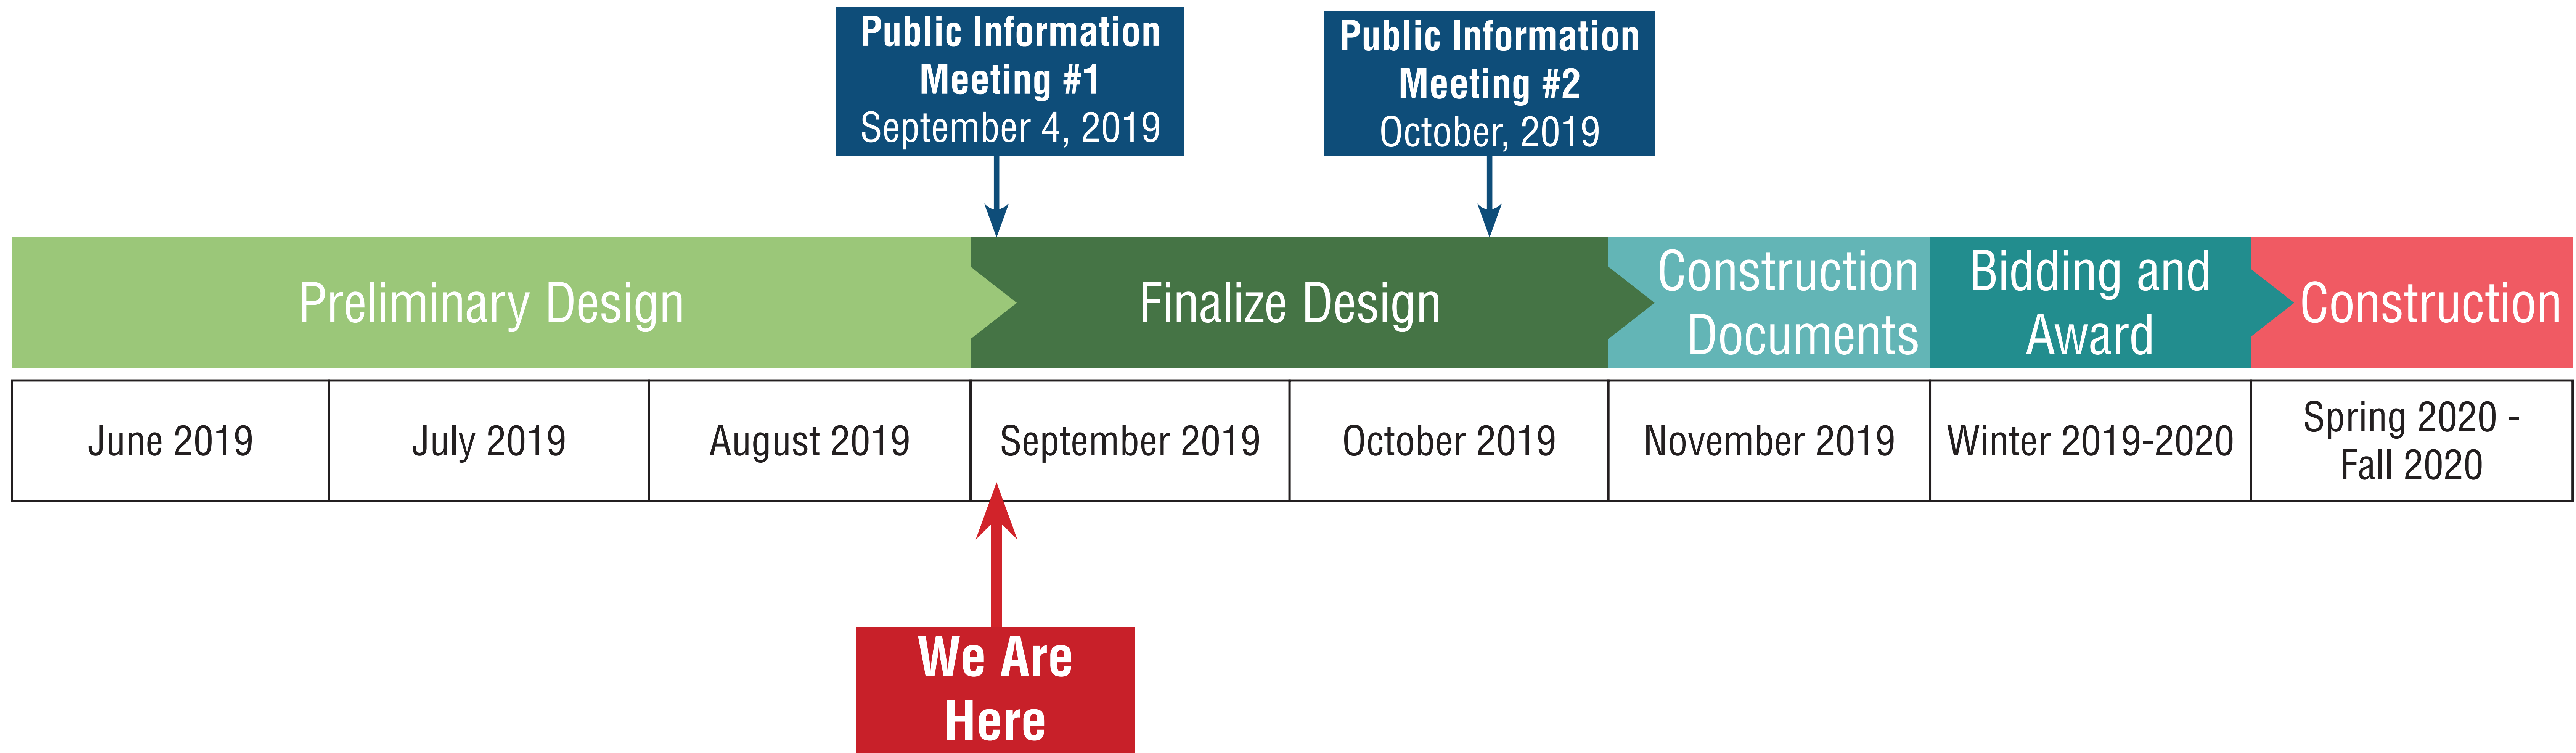 Public Information
Meeting #1
September 4, 2019
Public Information
Meeting #2
October, 2019
Preliminary Design
Finalize Design
Construction
Documents
Bidding and
Award
Construction
June 2019
July 2019
August 2019
September 2019
October 2019
November 2019
Winter 2019-2020
Spring 2020 -
Fall 2020
We Are
Here